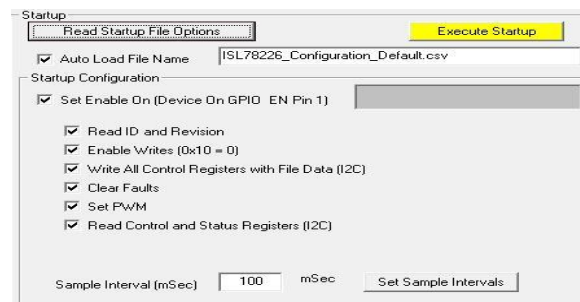 Startup
Read Startup File Options
Execute Startup
Auto Load File Name
ISL78226_Configuration_Default.csv
Startup Configuration
Set Enable On (Device On GPIO EN Pin 1)
Read ID and Revision
Enable Writes (0x10 = 0)
Write All Control Registers with File Data (I2C)
Clear Faults
Set PWM
Read Control and Status Registers (I2C)
Sample Interval (mSec) 100 mSec Set Sample Intervals